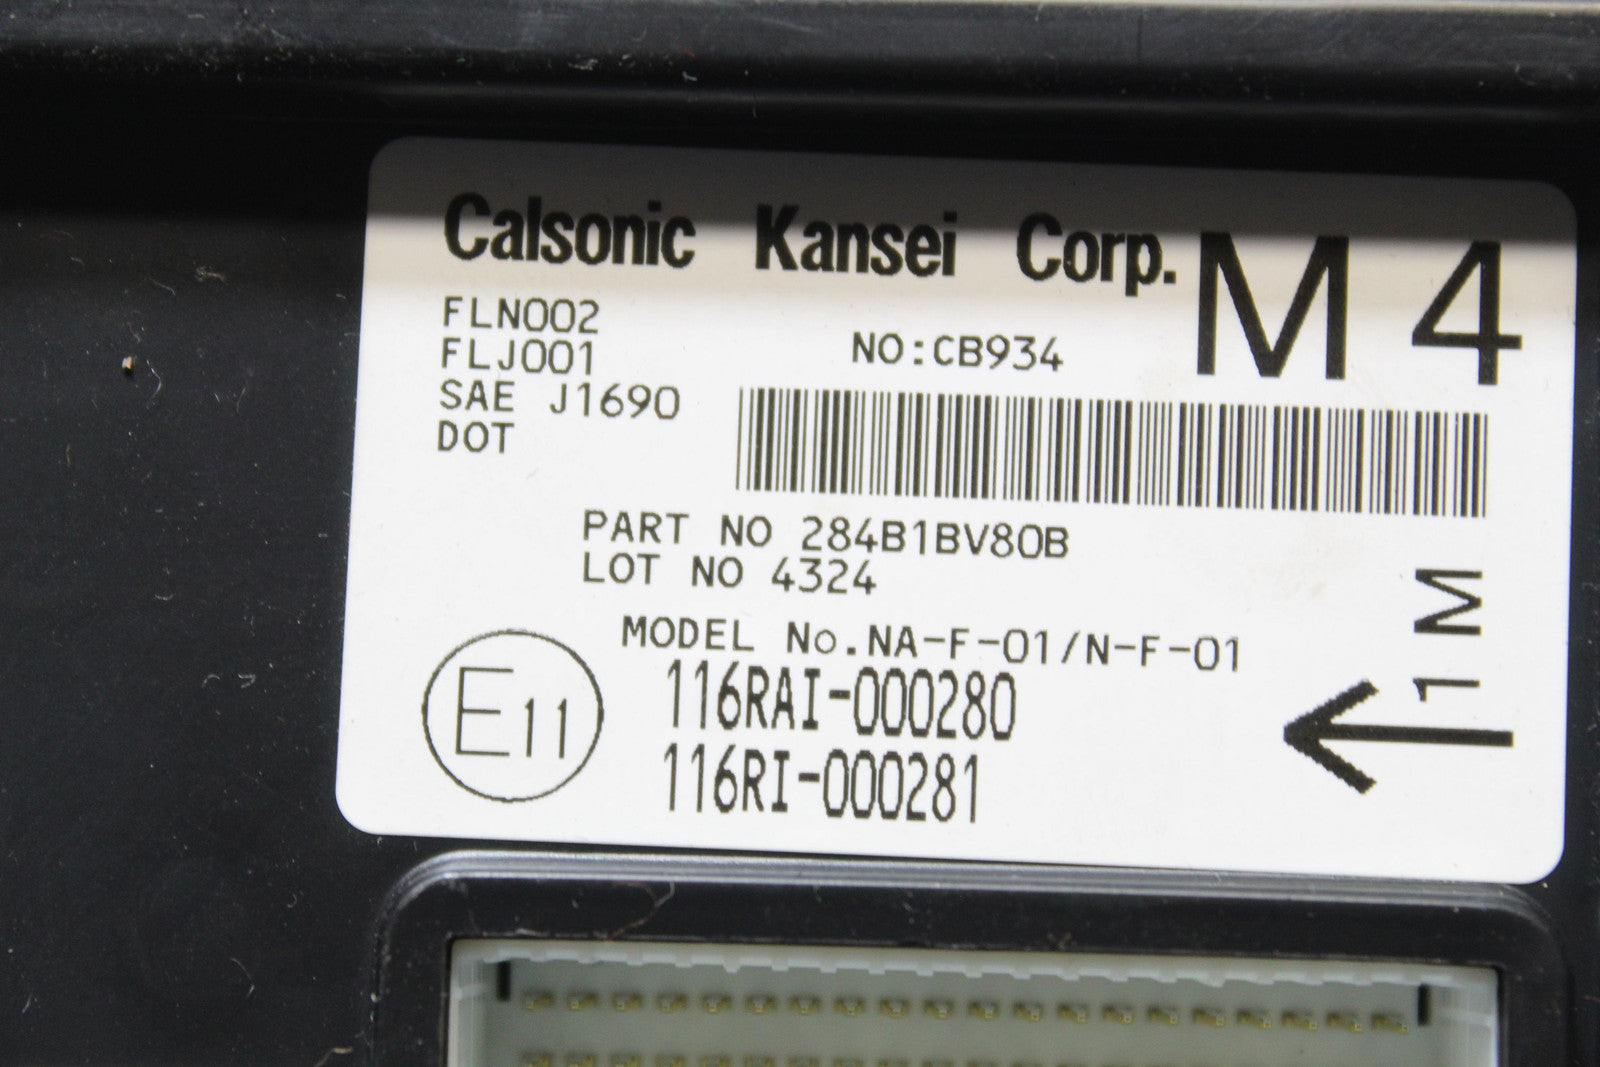 Calsonic Kansei Corp.
M4
FLN002
FLJ001
SAE J1690
DOT
NO:CB934
PART NO 284B1BV80B
LOT NO 4324
MODEL No.NA-F-01/N-F-01
116RAI-000280
116RI-000281
E11
1M